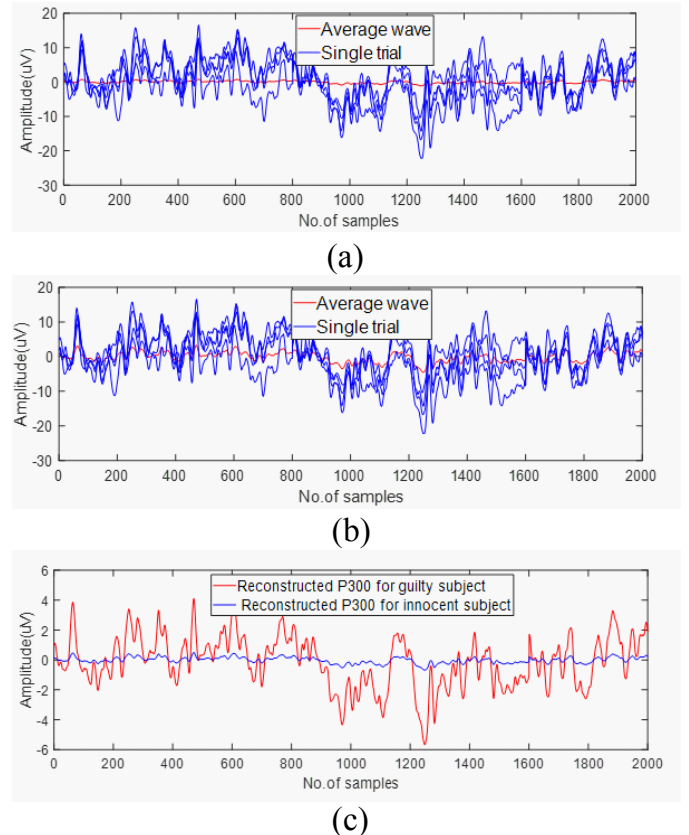 20
10
0
-10
-20
-30
Amplitude(uV)
Average wave
Single trial
0 200 400 600 800 1000 1200 1400 1600 1800 2000
No.of samples
(a)
20
10
0
-10
-20
-30
Amplitude(uV)
Average wave
Single trial
0 200 400 600 800 1000 1200 1400 1600 1800 2000
No.of samples
(b)
6
4
2
0
-2
-4
6
Amplitude(uV)
Reconstructed P300 for guilty subject
Reconstructed P300 for innocent subject
0 200 400 600 800 1000 1200 1400 1600 1800 2000
No.of samples
(c)